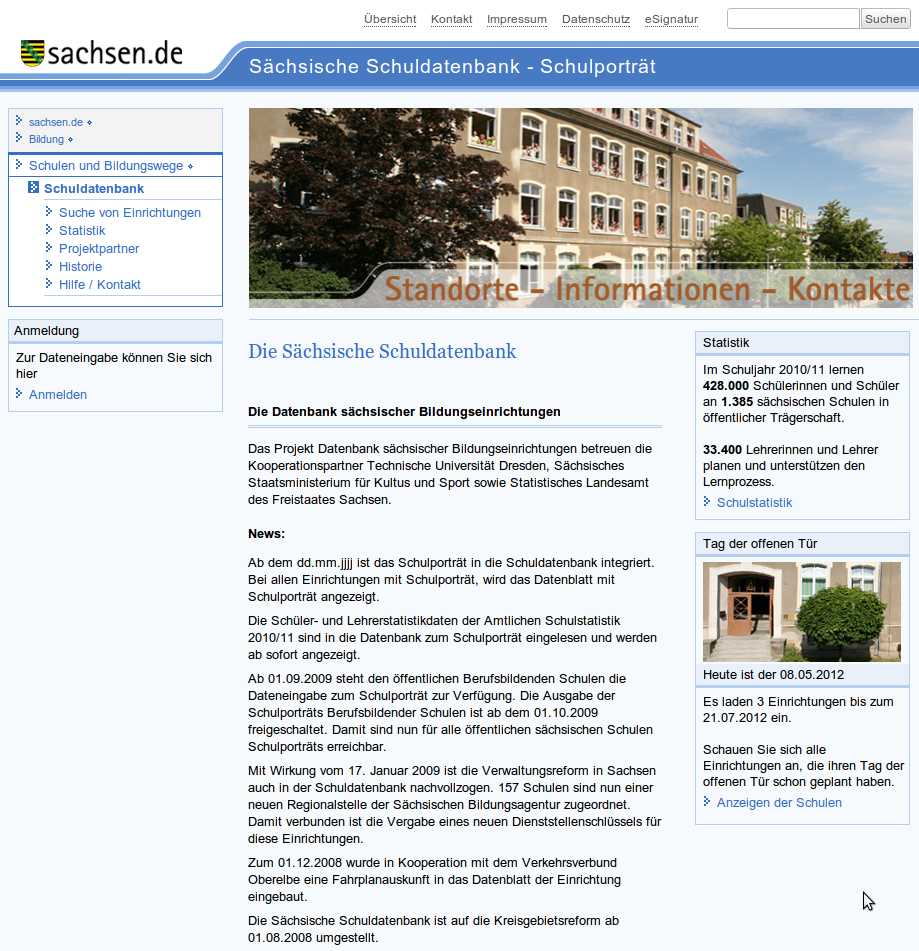 Übersicht Kontakt Impressum Datenschutz eSignatur Suchen
sachsen.de
Sächsische Schuldatenbank - Schulporträt
sachsen.de
Bildung
Schulen und Bildungswege
Schuldatenbank
Suche von Einrichtungen
Statistik
Projektpartner
Historie
Hilfe / Kontakt
Anmeldung
Zur Dateneingabe können Sie sich
hier
Anmelden
Standorte - Informationen - Kontakte
Die Sächsische Schuldatenbank
Die Datenbank sächsischer Bildungseinrichtungen
Das Projekt Datenbank sächsischer Bildungseinrichtungen betreuen die
Kooperationspartner Technische Universität Dresden, Sächsisches
Staatsministerium für Kultus und Sport sowie Statistisches Landesamt
des Freistaates Sachsen.
News:
Ab dem dd.mm.jjjj ist das Schulporträt in die Schuldatenbank integriert.
Bei allen Einrichtungen mit Schulporträt, wird das Datenblatt mit
Schulporträt angezeigt.
Die Schüler- und Lehrerstatistikdaten der Amtlichen Schulstatistik
2010/11 sind in die Datenbank zum Schulporträt eingelesen und werden
ab sofort angezeigt.
Ab 01.09.2009 steht den öffentlichen Berufsbildenden Schulen die
Dateneingabe zum Schulporträt zur Verfügung. Die Ausgabe der
Schulporträts Berufsbildender Schulen ist ab dem 01.10.2009
freigeschaltet. Damit sind nun für alle öffentlichen sächsischen Schulen
Schulporträts erreichbar.
Mit Wirkung vom 17. Januar 2009 ist die Verwaltungsreform in Sachsen
auch in der Schuldatenbank nachvollzogen. 157 Schulen sind nun einer
neuen Regionalstelle der Sächsischen Bildungsagentur zugeordnet.
Damit verbunden ist die Vergabe eines neuen Dienststellenschlüssels für
diese Einrichtungen.
Zum 01.12.2008 wurde in Kooperation mit dem Verkehrsverbund
Oberelbe eine Fahrplanauskunft in das Datenblatt der Einrichtung
eingebaut.
Die Sächsische Schuldatenbank ist auf die Kreisgebietsreform ab
01.08.2008 umgestellt.
Statistik
Im Schuljahr 2010/11 lernen
428.000 Schülerinnen und Schüler
an 1.385 sächsischen Schulen in
öffentlicher Trägerschaft.
33.400 Lehrerinnen und Lehrer
planen und unterstützen den
Lernprozess.
Schulstatistik
Tag der offenen Tür
Heute ist der 08.05.2012
Es laden 3 Einrichtungen bis zum
21.07.2012 ein.
Schauen Sie sich alle
Einrichtungen an, die ihren Tag der
offenen Tür schon geplant haben.
Anzeigen der Schulen